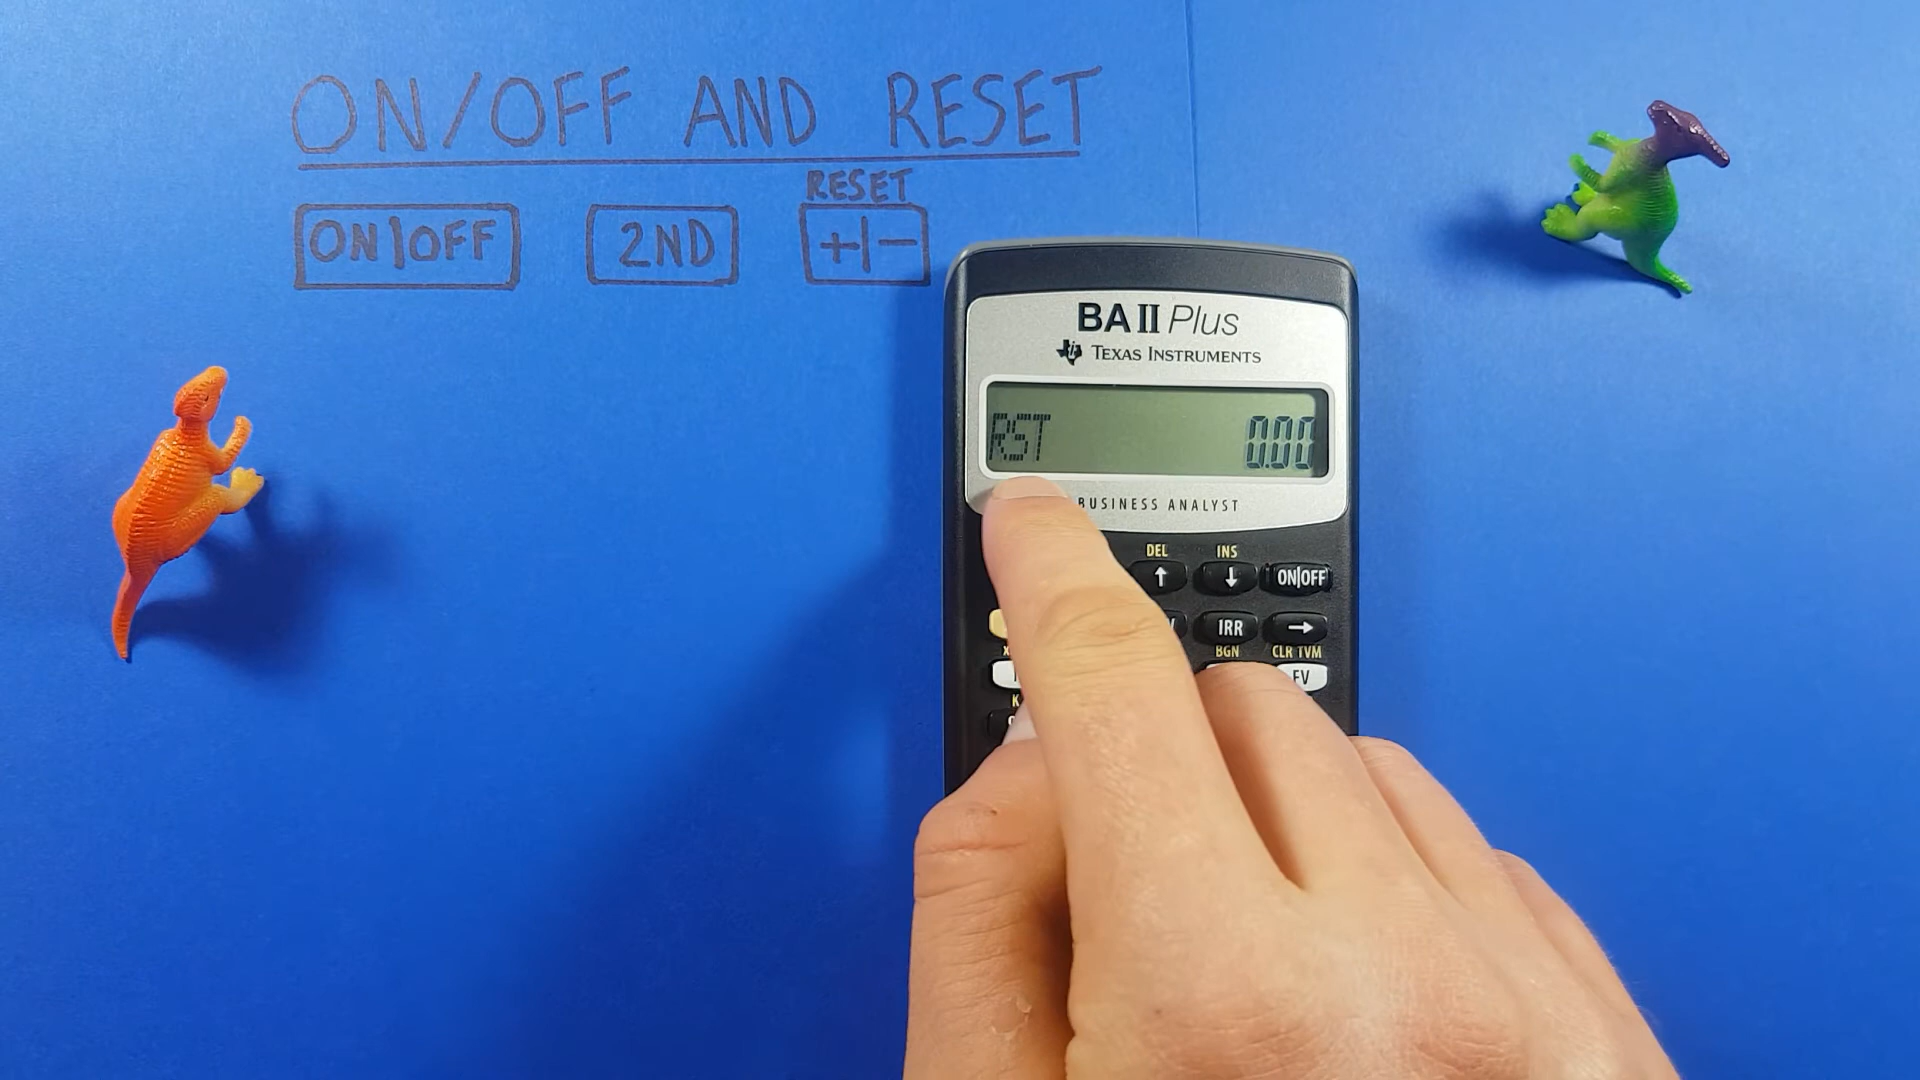 ON/OFF AND RESET
RESET
ON|OFF 2ND +|-
BA II Plus
TEXAS INSTRUMENTS
RST 0.00
BUSINESS ANALYST
DEL INS
↑ ↓ ON|OFF
IRR →
BGN CLR TVM
FV
K